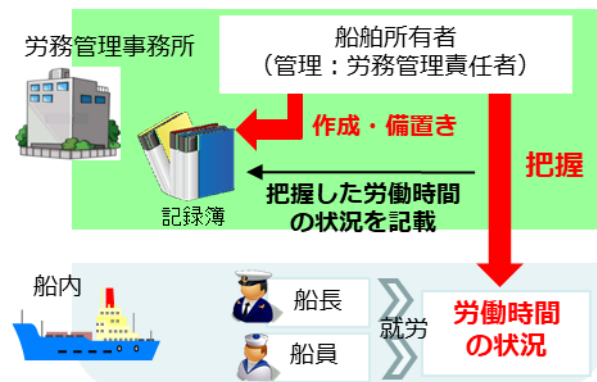 労務管理事務所
船舶所有者
（管理：労務管理責任者）
作成・備置き
把握
記録簿
把握した労働時間
の状況を記載
船内
船長
就労
船員
労働時間
の状況